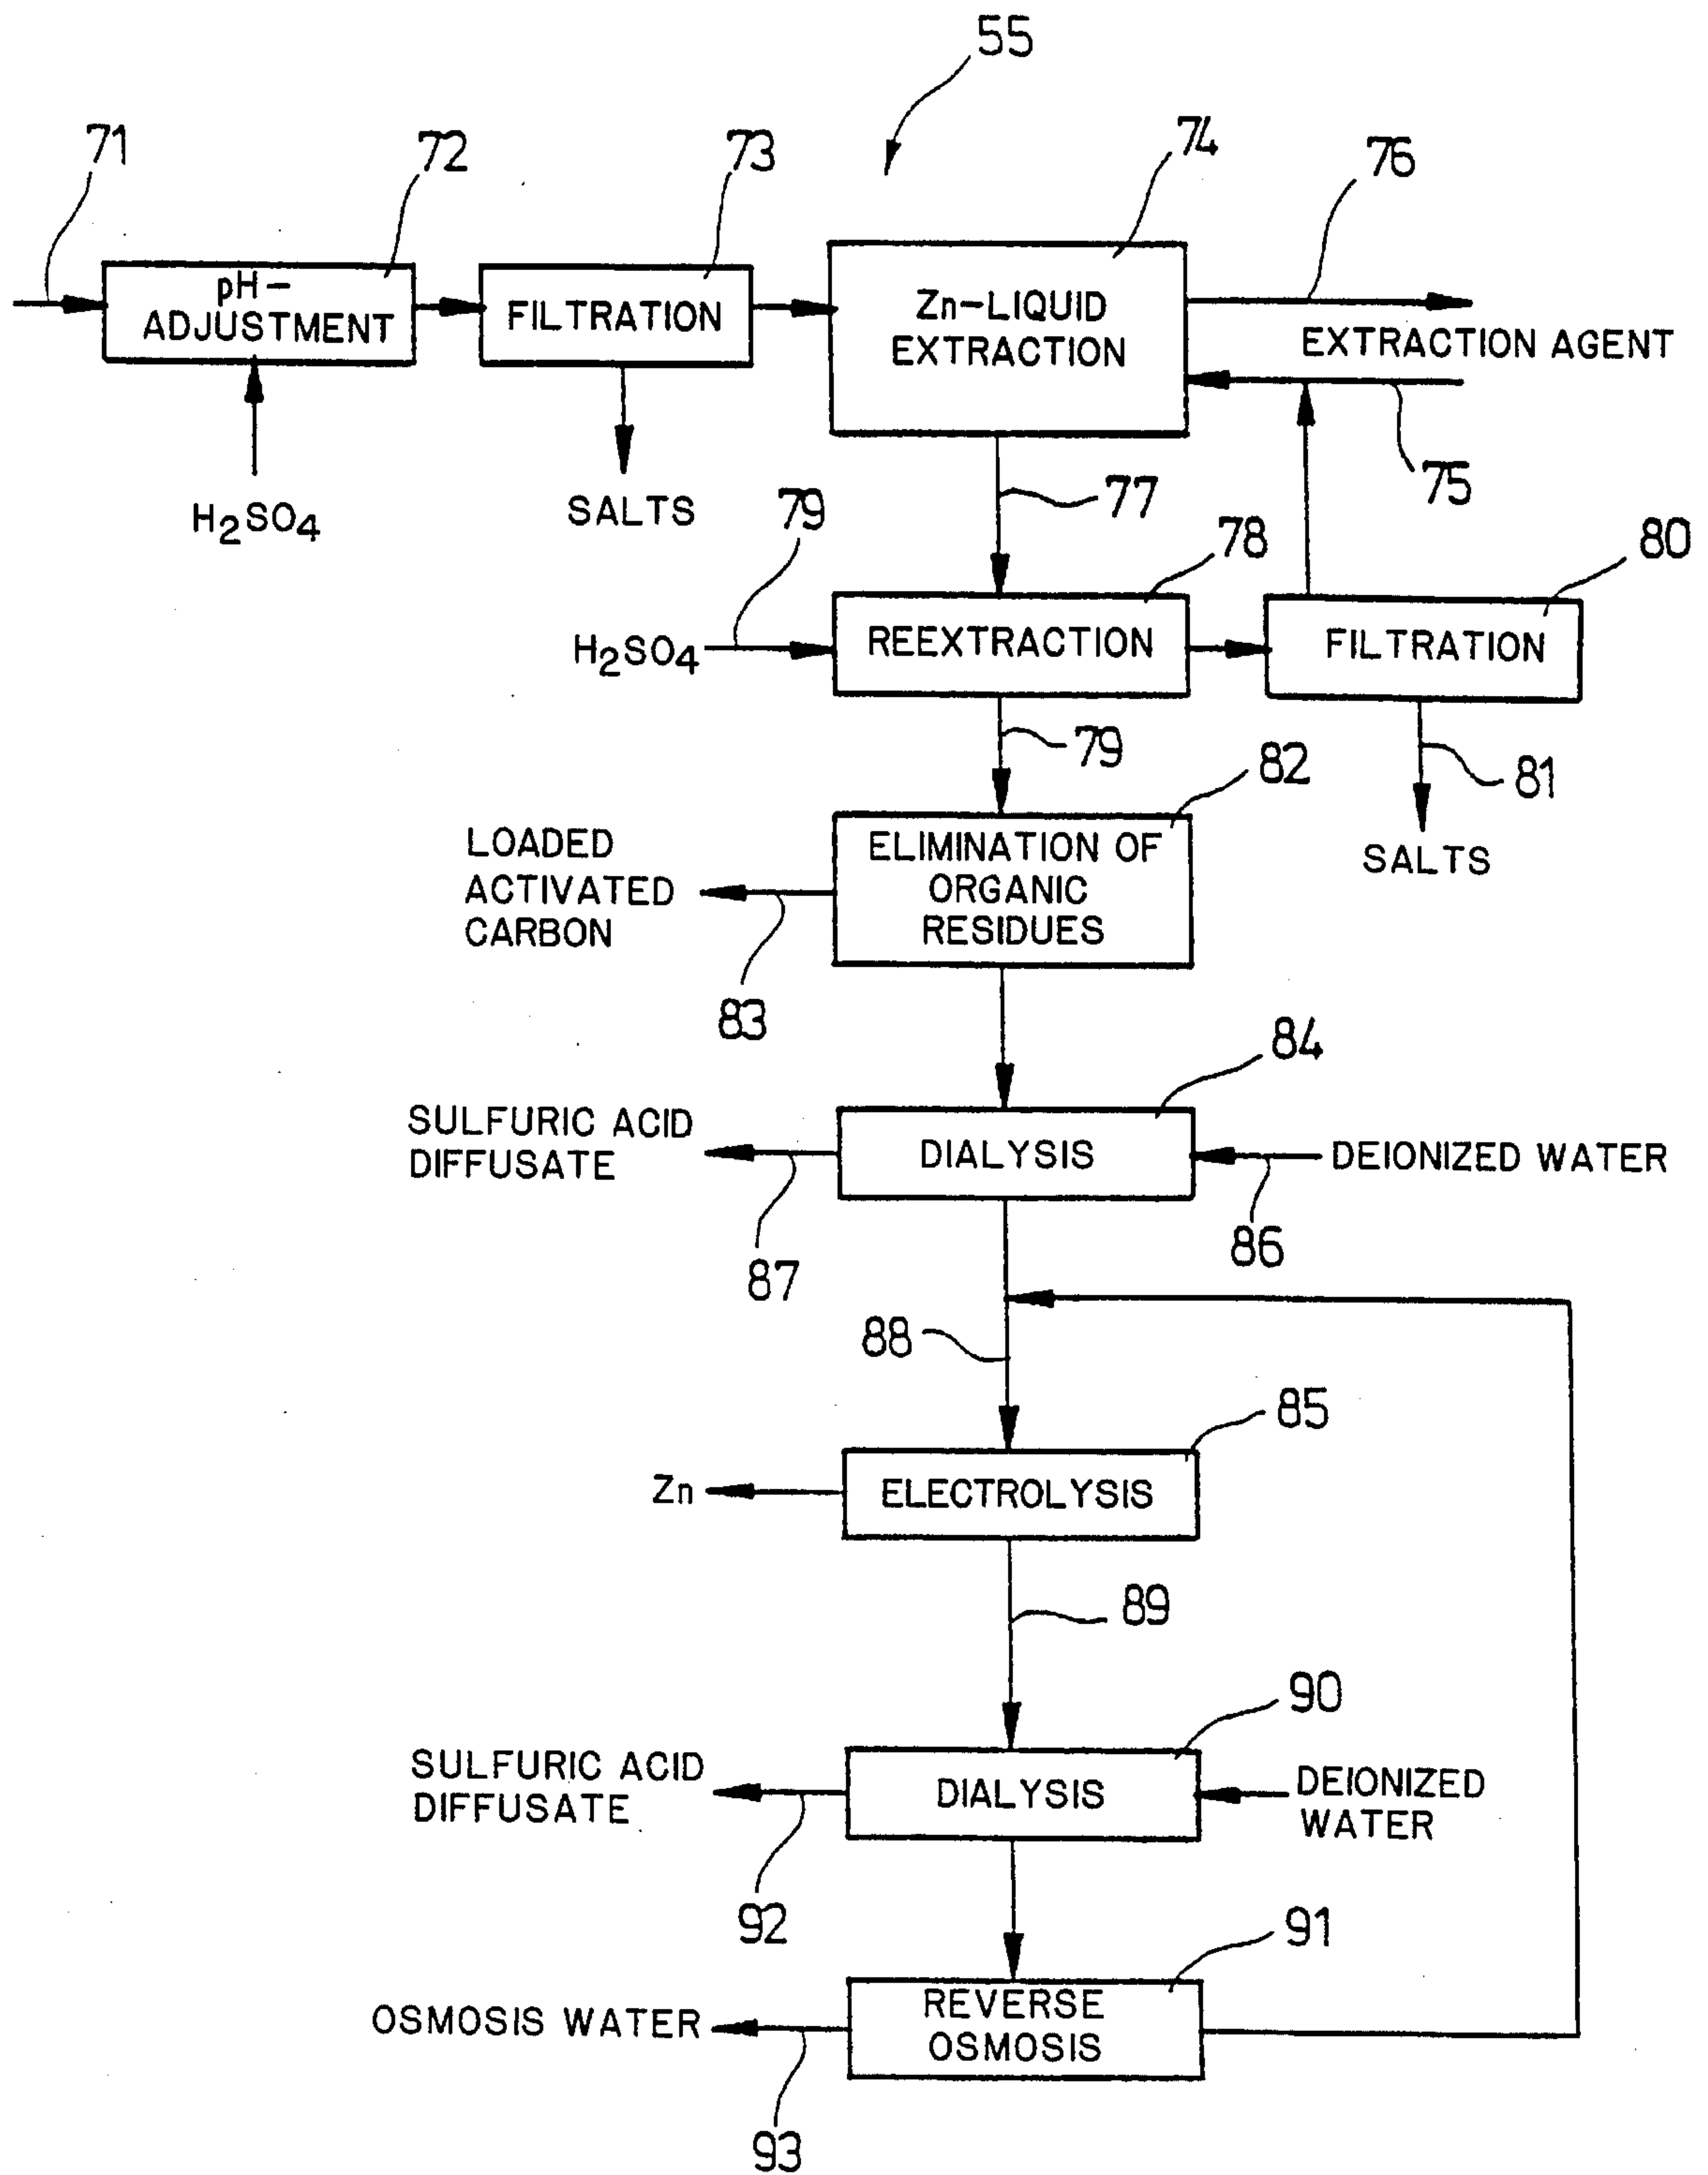 55
71
72
73
74
76
pH-
ADJUSTMENT
FILTRATION
Zn-LIQUID
EXTRACTION
EXTRACTION AGENT
H2SO4
SALTS
75
77
79
78
80
H2SO4
REEXTRACTION
FILTRATION
79
82
81
SALTS
LOADED
ACTIVATED
CARBON
ELIMINATION OF
ORGANIC
RESIDUES
83
84
SULFURIC ACID
DIFFUSATE
DIALYSIS
DEIONIZED WATER
87
86
88
85
Zn
ELECTROLYSIS
89
90
SULFURIC ACID
DIFFUSATE
DIALYSIS
DEIONIZED
WATER
92
91
OSMOSIS WATER
REVERSE
OSMOSIS
93